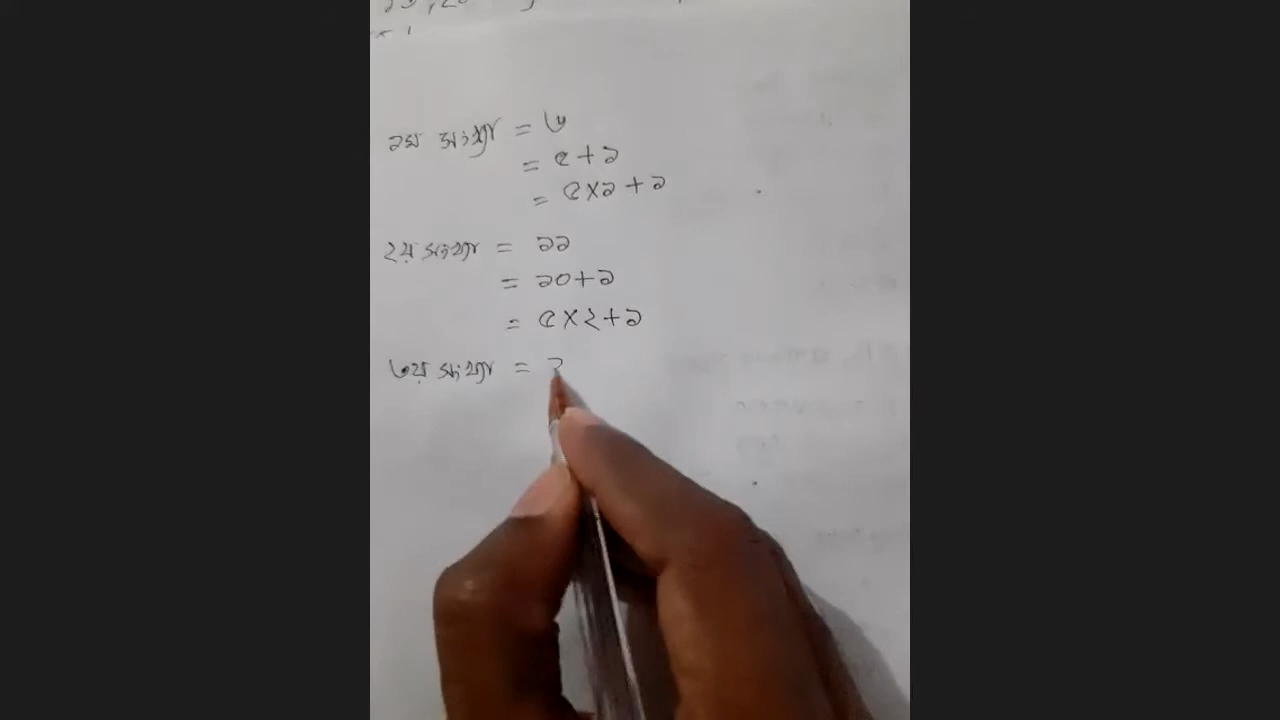 ১ম সংখ্যা = ৬
= ৫+১
= ৫×১+১
২য় সংখ্যা = ১১
= ১০+১
= ৫×২+১
৩য় সংখ্যা =